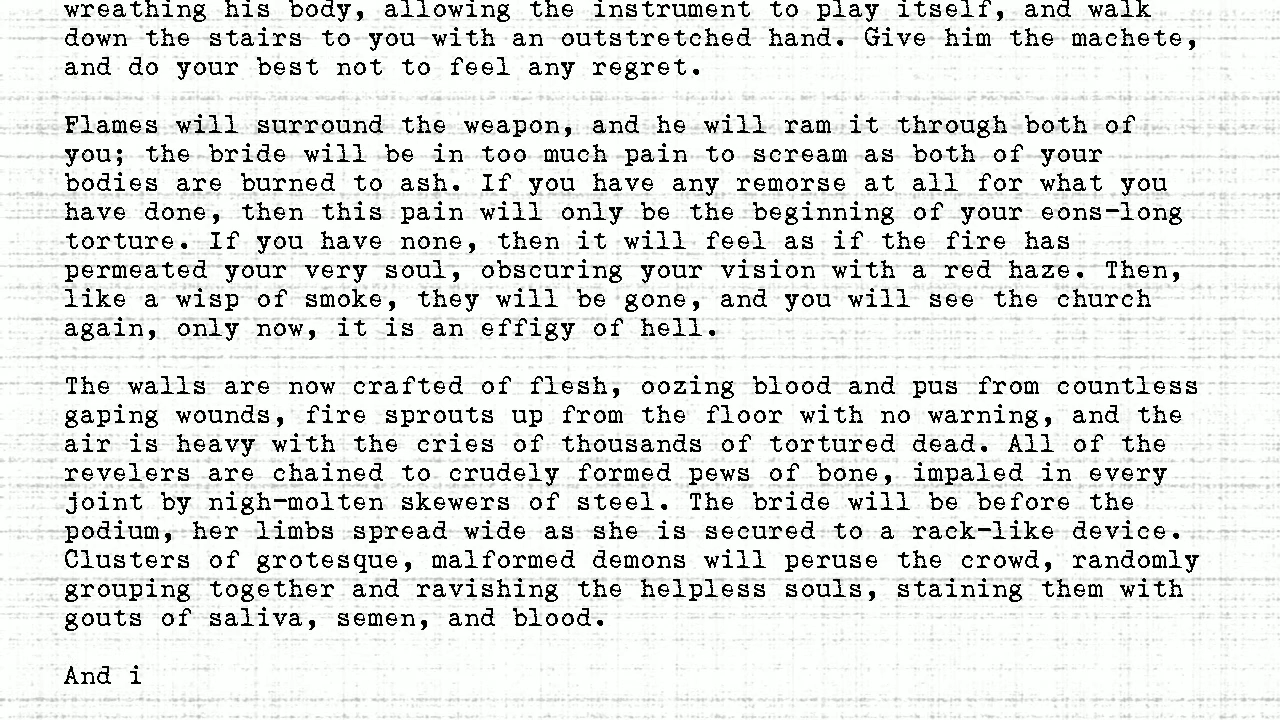 wreathing his body, allowing the instrument to play itself, and walk
down the stairs to you with an outstretched hand. Give him the machete,
and do your best not to feel any regret.
Flames will surround the weapon, and he will ram it through both of
you; the bride will be in too much pain to scream as both of your
bodies are burned to ash. If you have any remorse at all for what you
have done, then this pain will only be the beginning of your eons-long
torture. If you have none, then it will feel as if the fire has
permeated your very soul, obscuring your vision with a red haze. Then,
like a wisp of smoke, they will be gone, and you will see the church
again, only now, it is an effigy of hell.
The walls are now crafted of flesh, oozing blood and pus from countless
gaping wounds, fire sprouts up from the floor with no warning, and the
air is heavy with the cries of thousands of tortured dead. All of the
revelers are chained to crudely formed pews of bone, impaled in every
joint by nigh-molten skewers of steel. The bride will be before the
podium, her limbs spread wide as she is secured to a rack-like device.
Clusters of grotesque, malformed demons will peruse the crowd, randomly
grouping together and ravishing the helpless souls, staining them with
gouts of saliva, semen, and blood.
And i